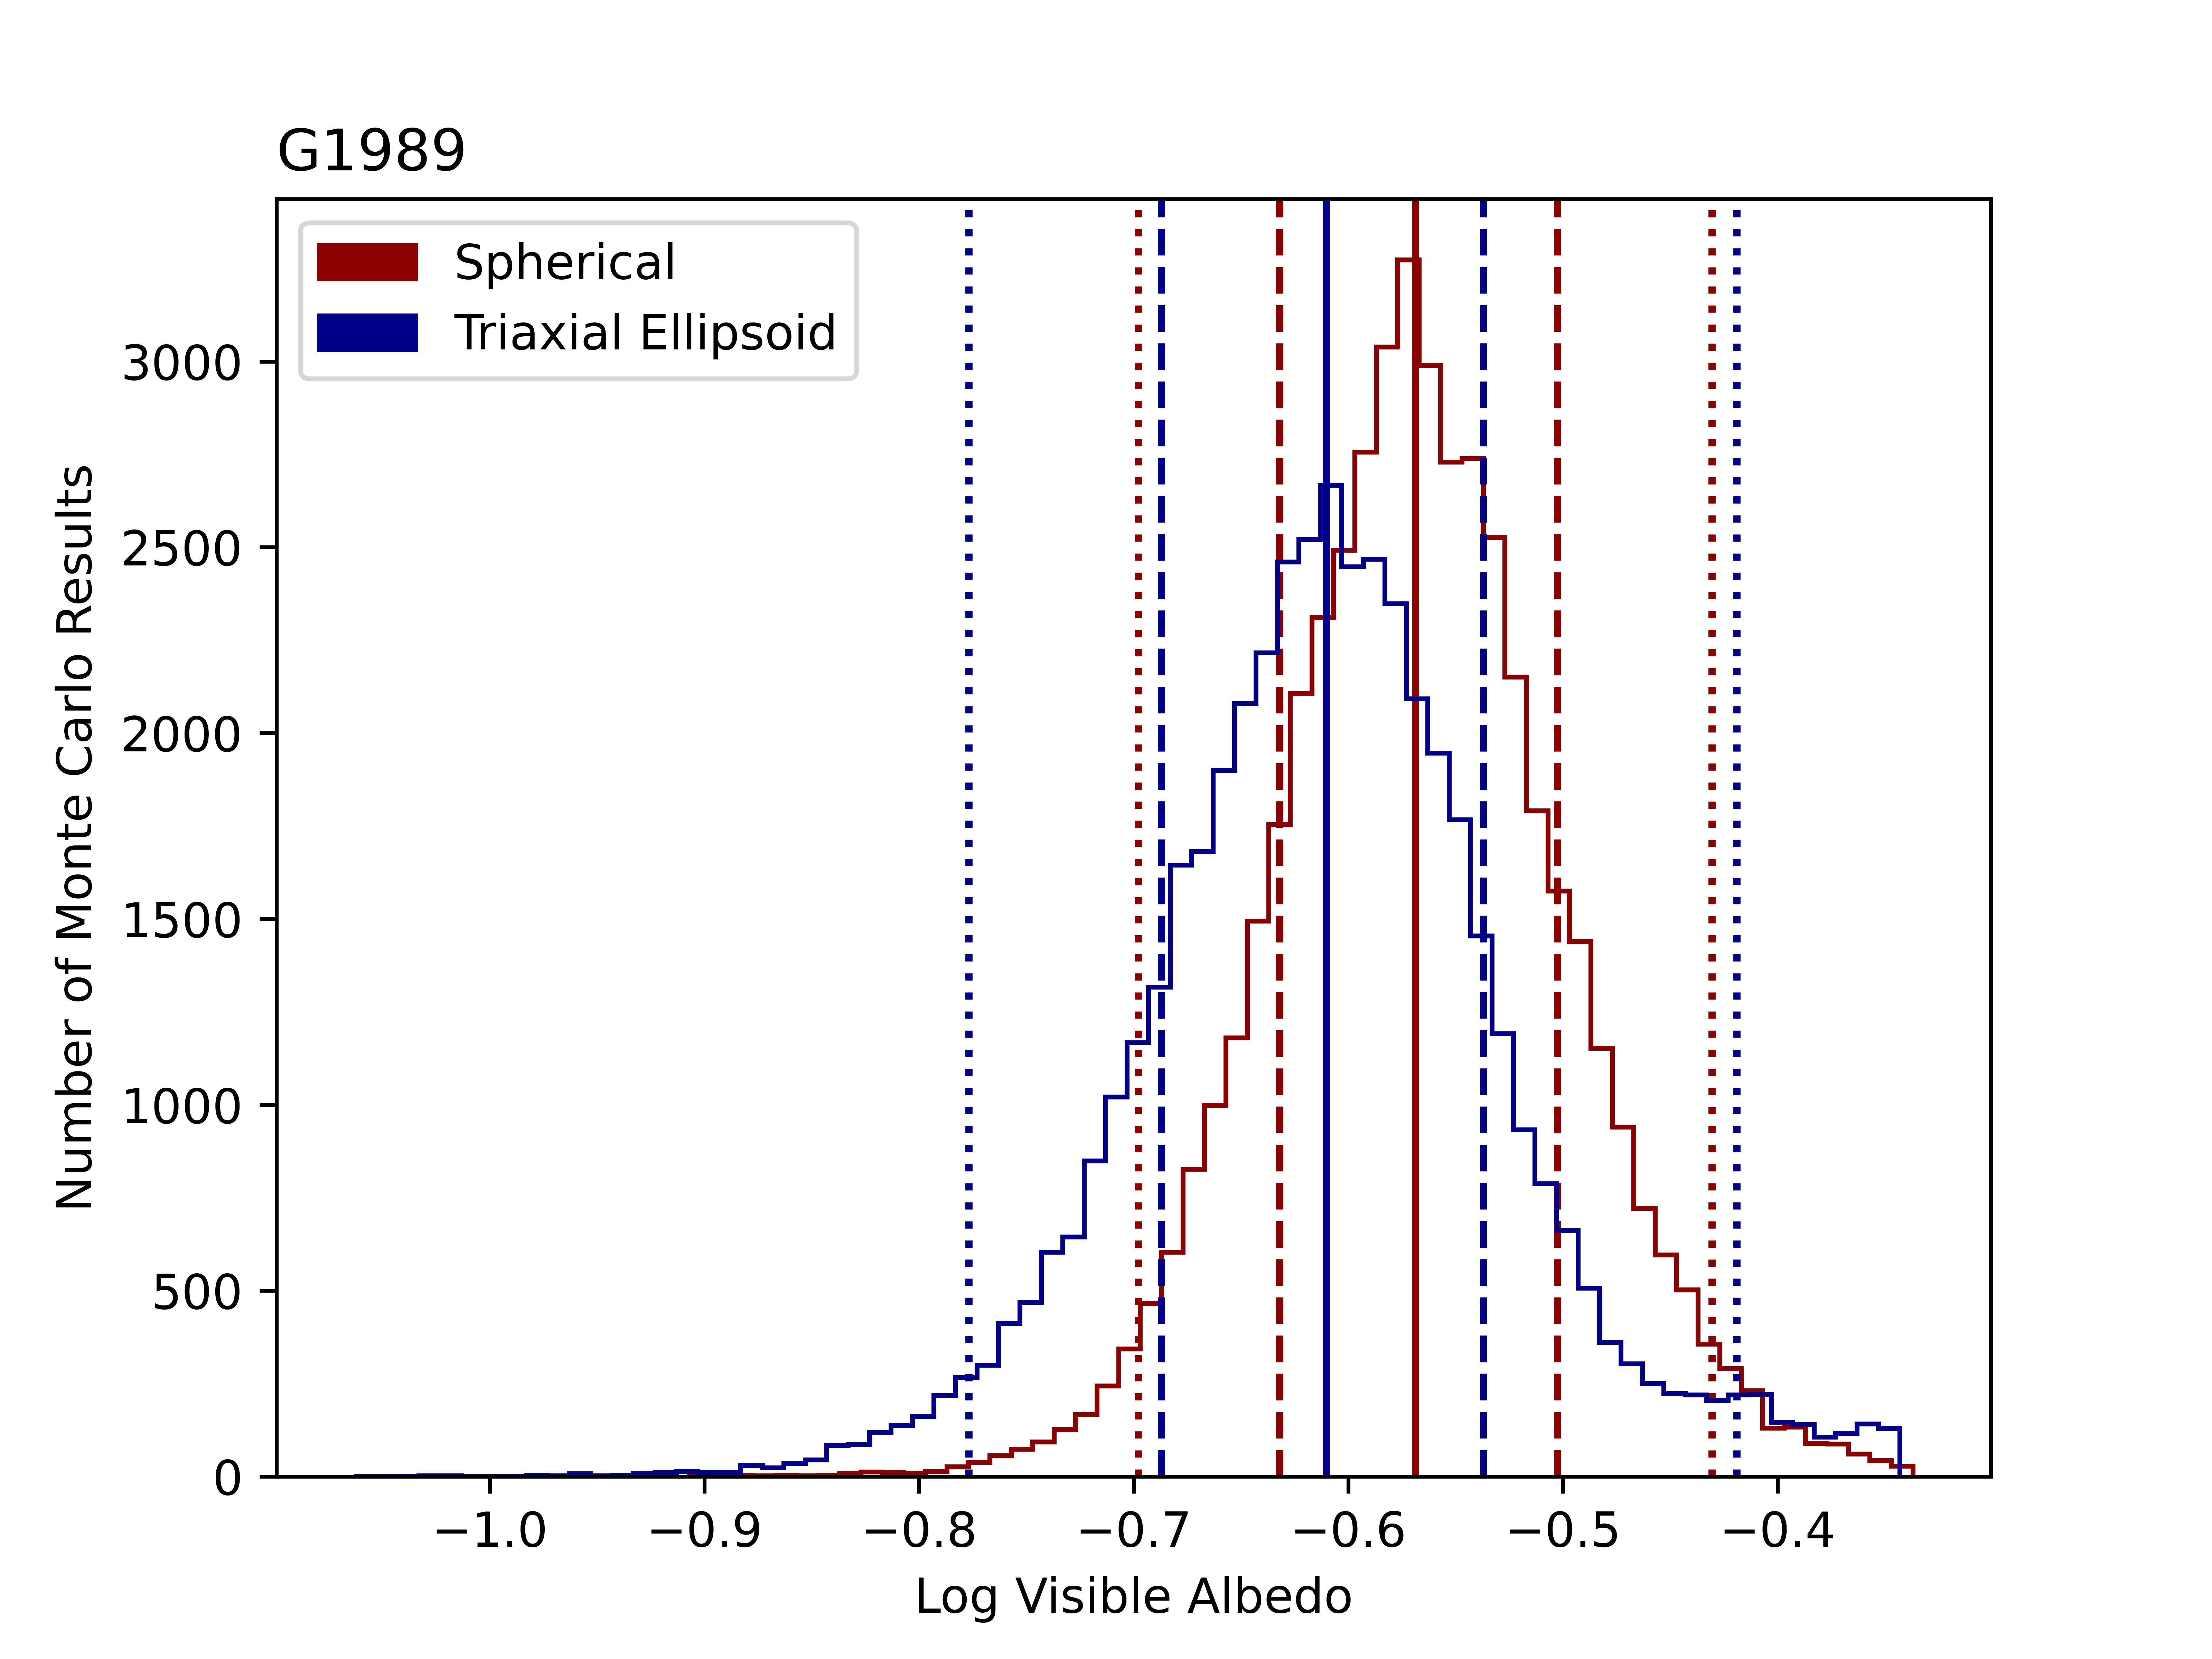 G1989
Spherical
Triaxial Ellipsoid
Number of Monte Carlo Results
3000
2500
2000
1500
1000
500
0
−1.0 −0.9 −0.8 −0.7 −0.6 −0.5 −0.4
Log Visible Albedo